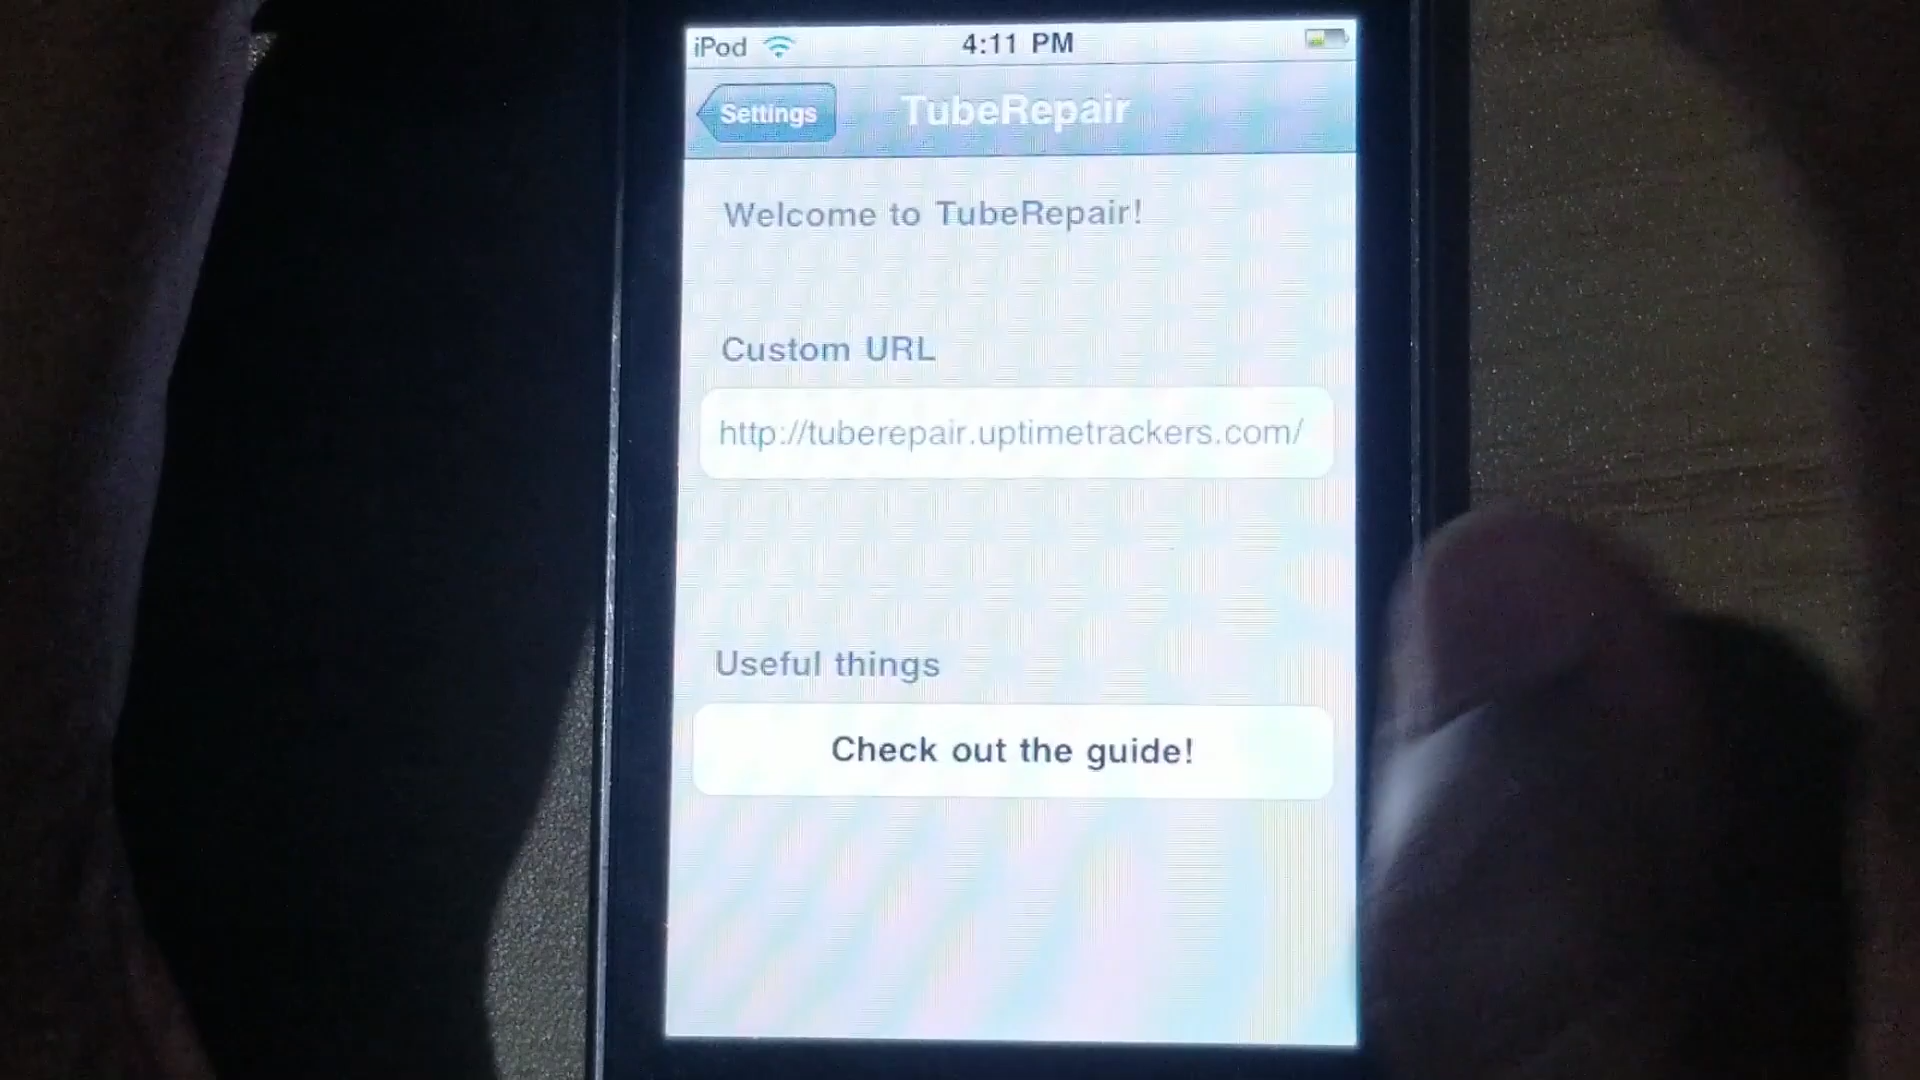 iPod 4:11 PM
Settings TubeRepair
Welcome to TubeRepair!
Custom URL
http://tuberepair.uptimetrackers.com/
Useful things
Check out the guide!